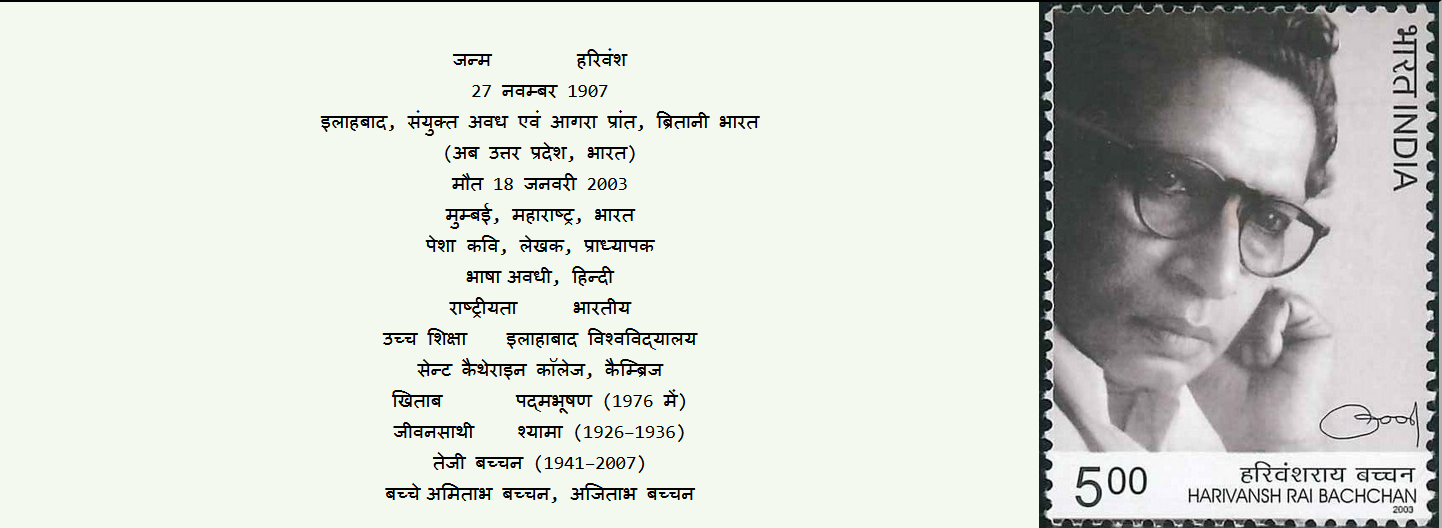 जन्म हरिवंश
27 नवम्बर 1907
इलाहबाद, संयुक्त अवध एवं आगरा प्रांत, ब्रितानी भारत
(अब उत्तर प्रदेश, भारत)
मौत 18 जनवरी 2003
मुम्बई, महाराष्ट्र, भारत
पेशा कवि, लेखक, प्राध्यापक
भाषा अवधी, हिन्दी
राष्ट्रीयता भारतीय
उच्च शिक्षा इलाहाबाद विश्वविद्यालय
सेन्ट कैथेराइन कॉलेज, कैम्ब्रिज
खिताब पद्मभूषण (1976 में)
जीवनसाथी श्यामा (1926–1936)
तेजी बच्चन (1941–2007)
बच्चे अमिताभ बच्चन, अजिताभ बच्चन
भारत INDIA
5.00
हरिवंशराय बच्चन
HARIVANSH RAI BACHCHAN
2003